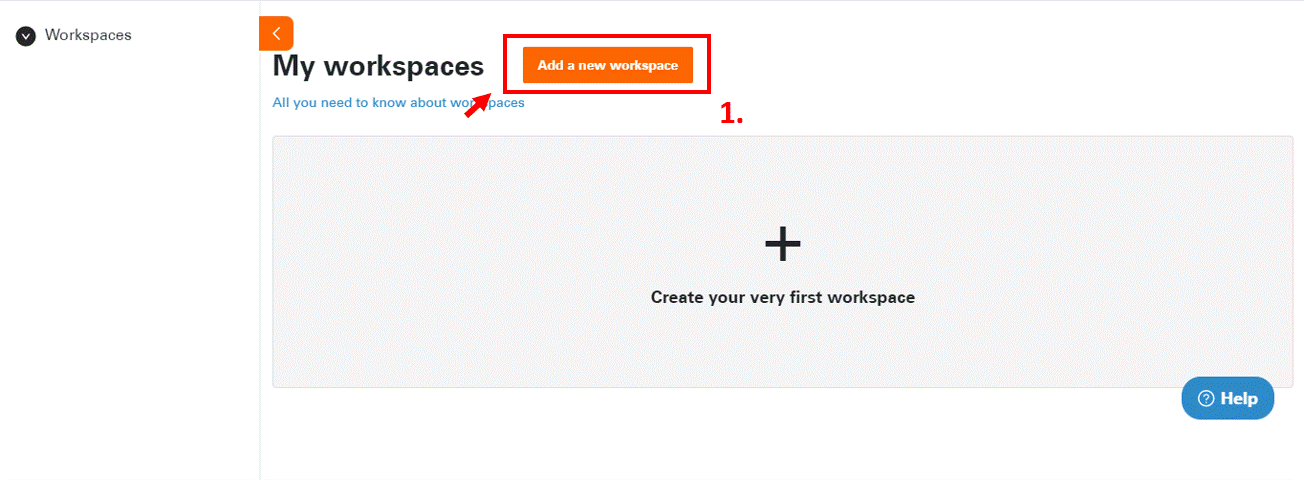 Workspaces
My workspaces
Add a new workspace
All you need to know about workspaces
1.
Create your very first workspace
Help